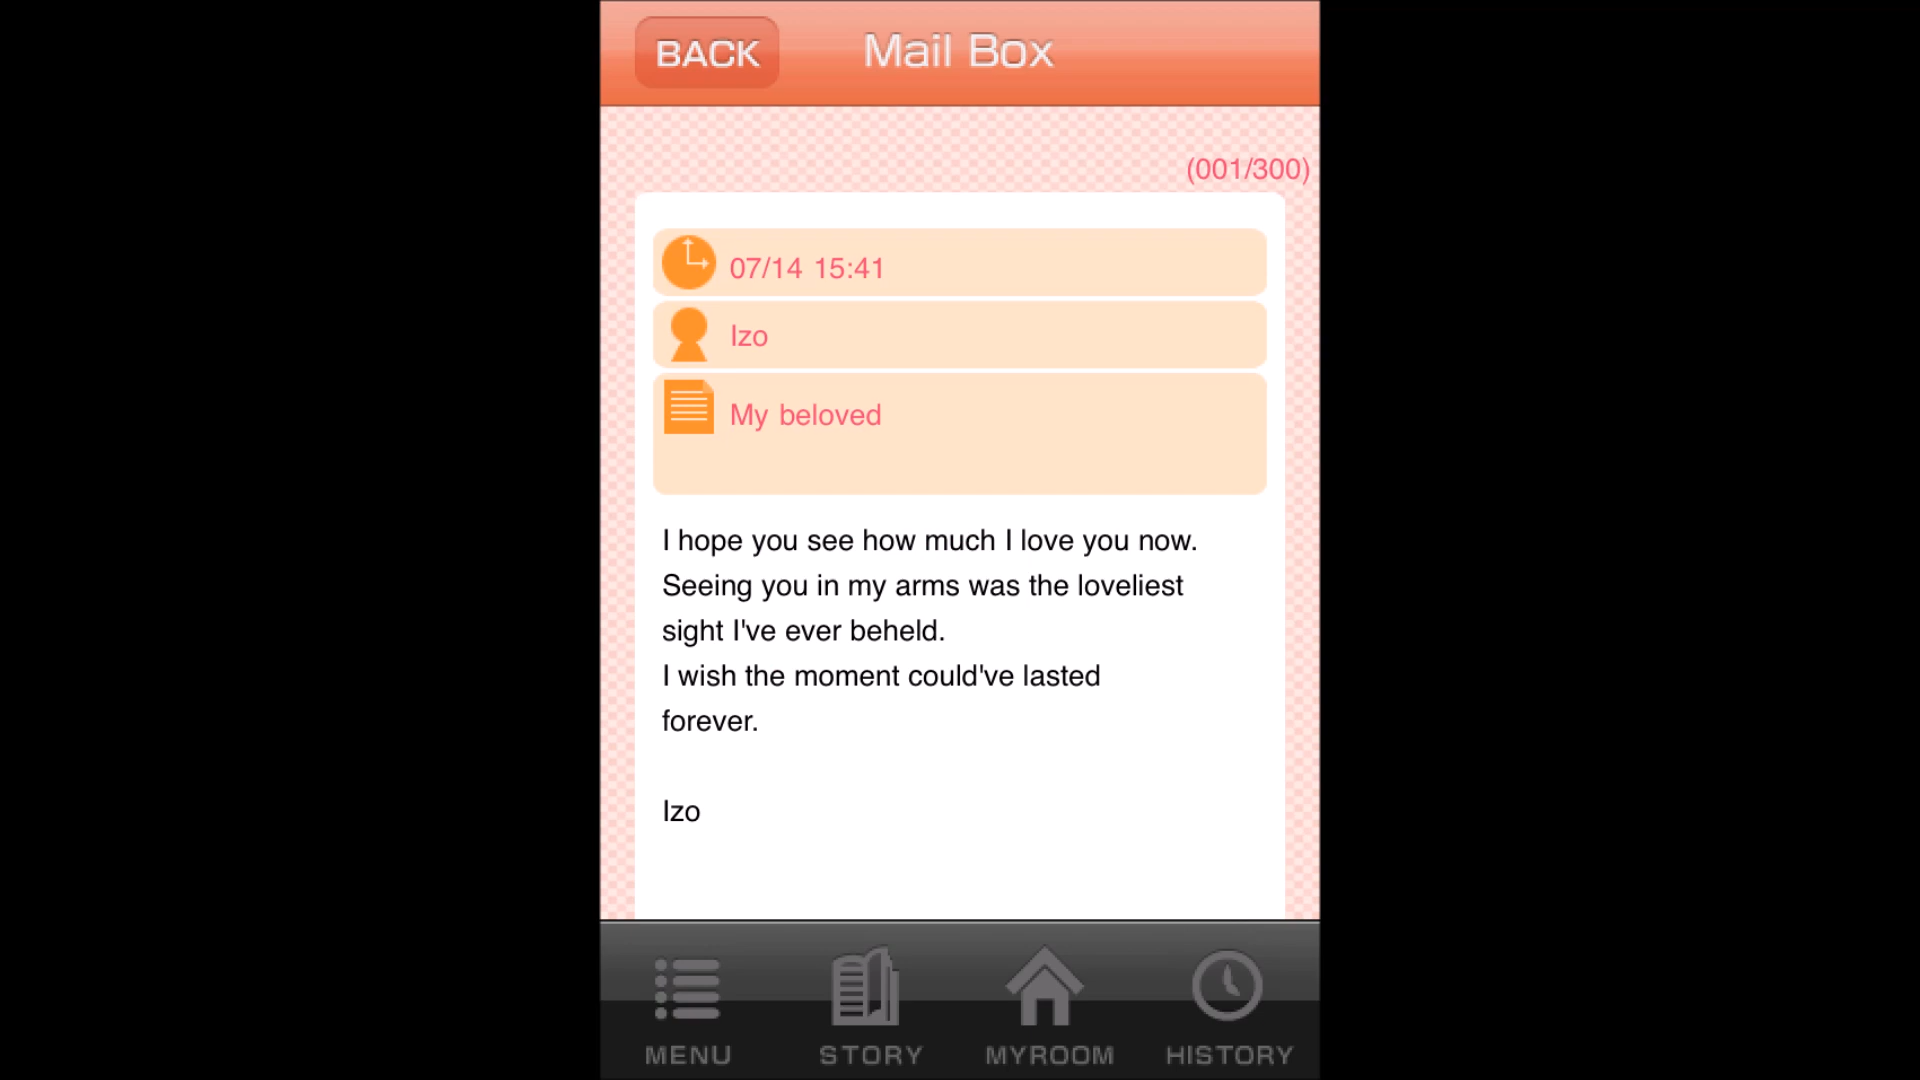 BACK
Mail Box
(001/300)
07/14 15:41
Izo
My beloved
I hope you see how much I love you now.
Seeing you in my arms was the loveliest
sight I've ever beheld.
I wish the moment could've lasted
forever.
Izo
MENU
STORY
MYROOM
HISTORY